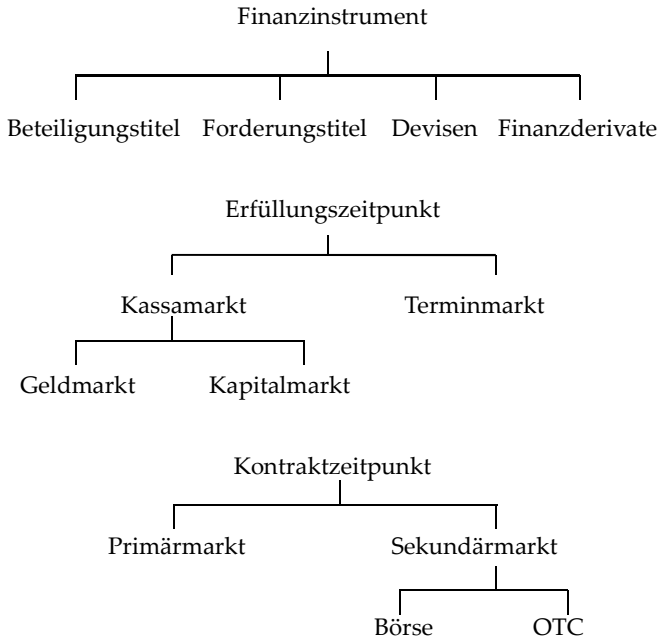 Finanzinstrument
Beteiligungstitel Forderungstitel Devisen Finanzderivate
Erfüllungszeitpunkt
Kassamarkt Terminmarkt
Geldmarkt Kapitalmarkt
Kontraktzeitpunkt
Primärmarkt Sekundärmarkt
Börse OTC